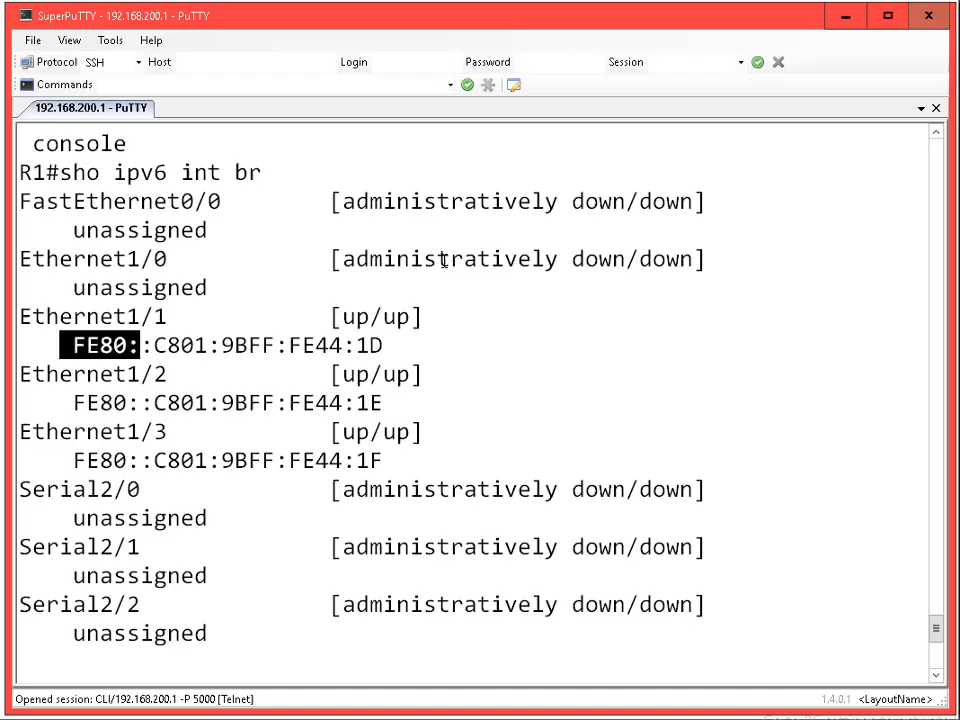 SuperPuTTY - 192.168.200.1 - PuTTY
File View Tools Help
Protocol SSH Host Login Password Session
Commands
192.168.200.1 - PuTTY
console
R1#sho ipv6 int br
FastEthernet0/0 [administratively down/down]
unassigned
Ethernet1/0 [administratively down/down]
unassigned
Ethernet1/1 [up/up]
FE80::C801:9BFF:FE44:1D
Ethernet1/2 [up/up]
FE80::C801:9BFF:FE44:1E
Ethernet1/3 [up/up]
FE80::C801:9BFF:FE44:1F
Serial2/0 [administratively down/down]
unassigned
Serial2/1 [administratively down/down]
unassigned
Serial2/2 [administratively down/down]
unassigned
Opened session: CLI/192.168.200.1 -P 5000 [Telnet] 1.4.0.1 <LayoutName>